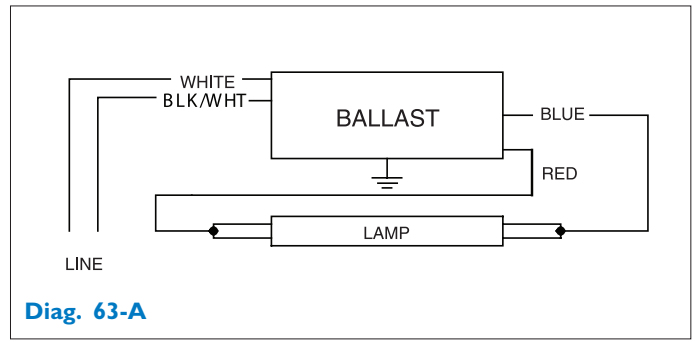 WHITE
BLK/WHT
BALLAST
BLUE
RED
LAMP
LINE
Diag. 63-A